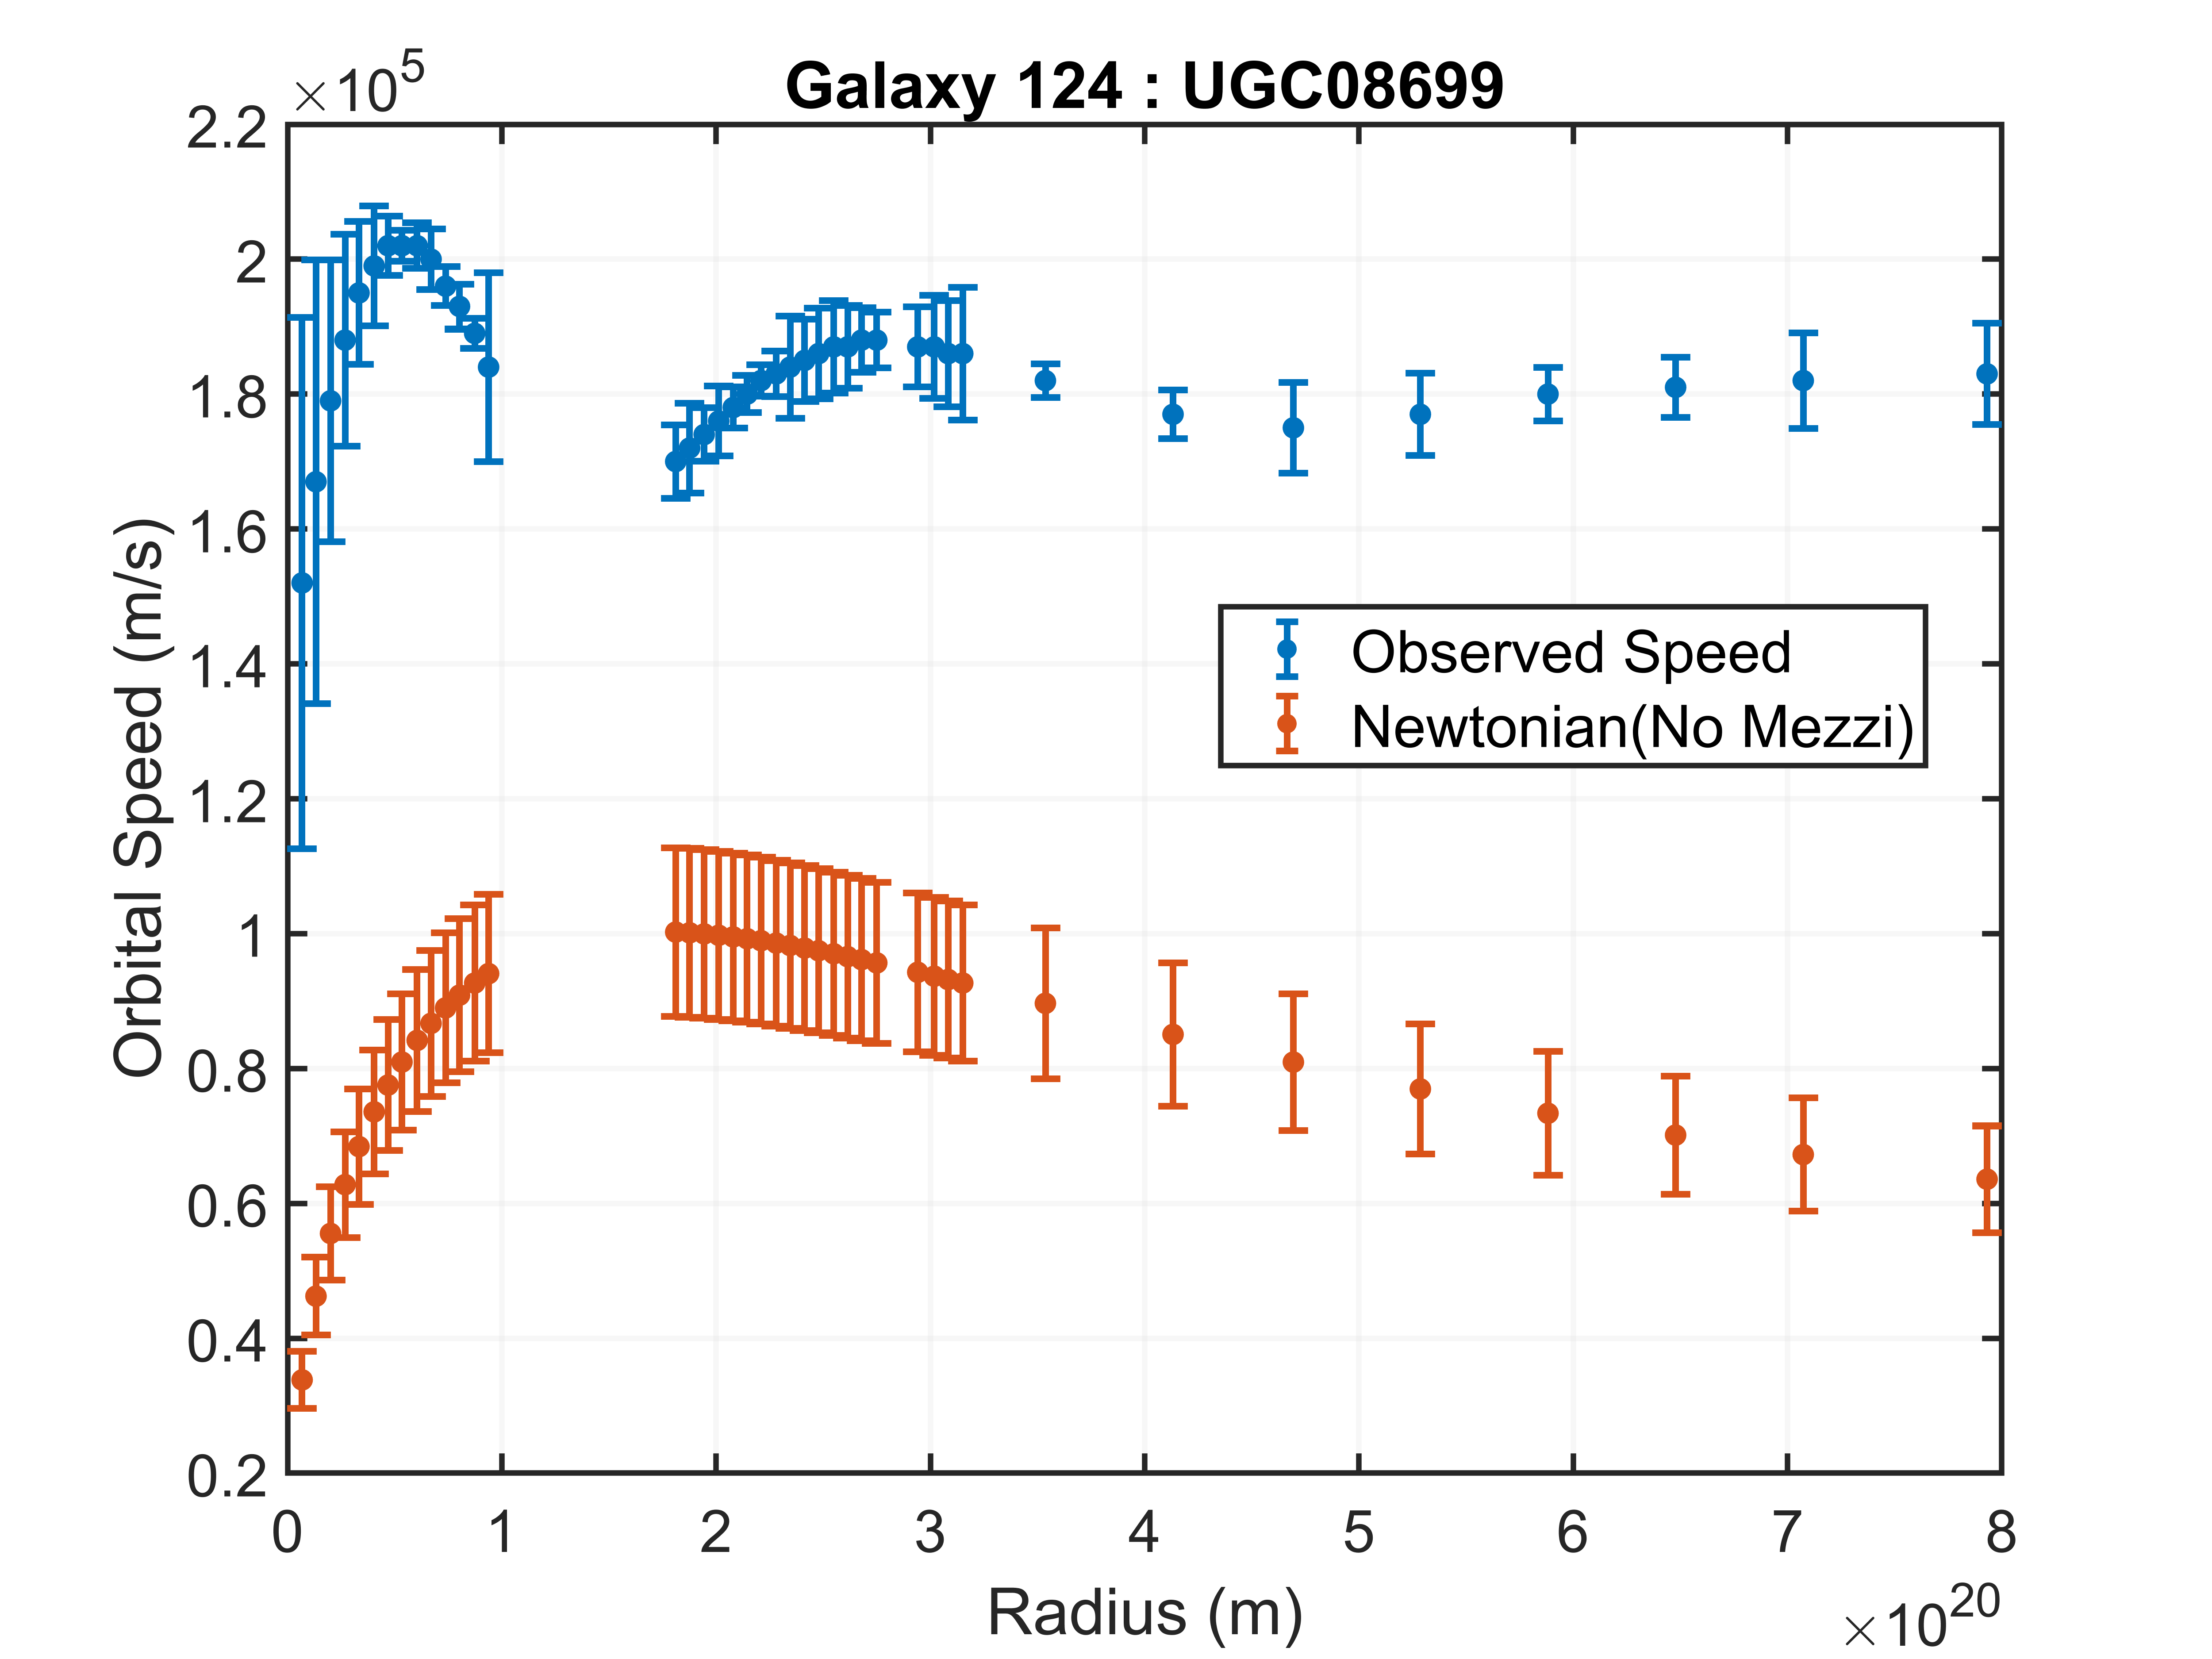 Galaxy 124 : UGC08699
×10^5
2.2
2
1.8
1.6
1.4
1.2
1
0.8
0.6
0.4
0.2
Orbital Speed (m/s)
Observed Speed
Newtonian(No Mezzi)
0 1 2 3 4 5 6 7 8
Radius (m)
×10^20